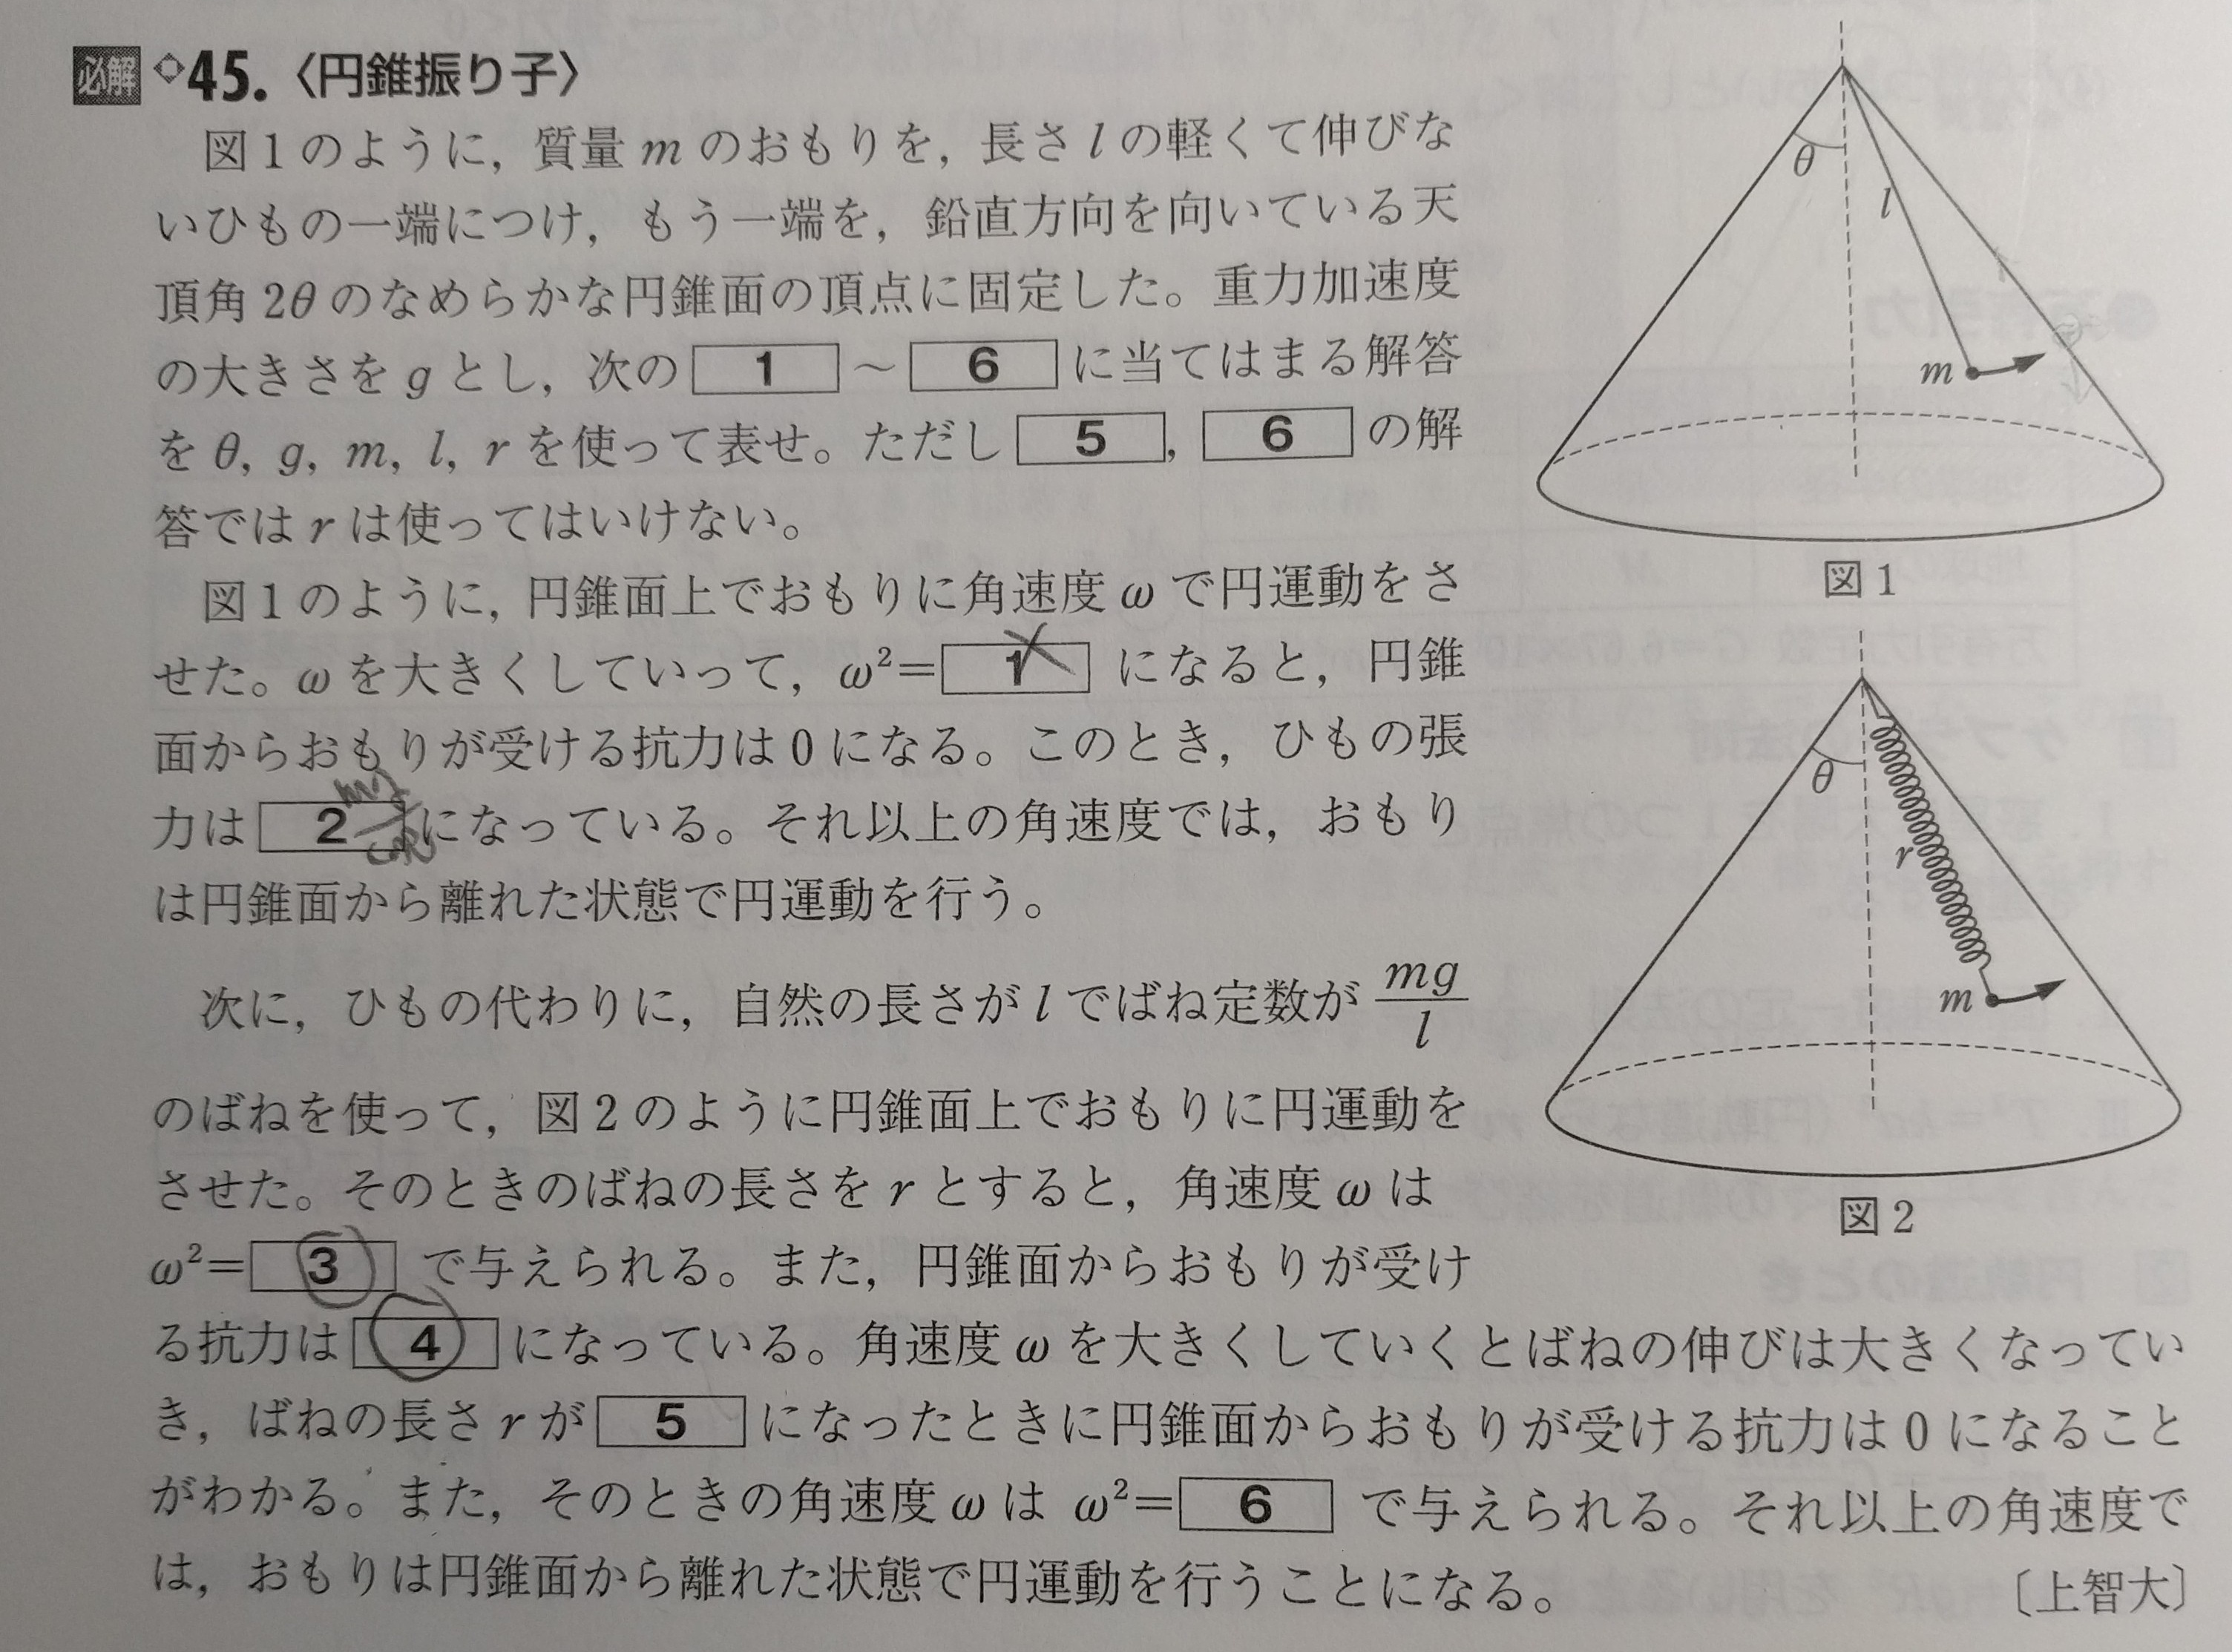 必解 45.〈円錐振り子〉
図1のように，質量 m のおもりを，長さ l の軽くて伸びな
いひもの一端につけ，もう一端を，鉛直方向を向いている天
頂角 2θ のなめらかな円錐面の頂点に固定した。重力加速度
の大きさを g とし，次の 1 ～ 6 に当てはまる解答
を θ, g, m, l, r を使って表せ。ただし 5 , 6 の解
答では r は使ってはいけない。
図1のように，円錐面上でおもりに角速度 ω で円運動をさ
せた。ω を大きくしていって，ω²= 1 になると，円錐
面からおもりが受ける抗力は 0 になる。このとき，ひもの張
力は 2 になっている。それ以上の角速度では，おもり
は円錐面から離れた状態で円運動を行う。
次に，ひもの代わりに，自然の長さが l でばね定数が mg/l
のばねを使って，図2のように円錐面上でおもりに円運動を
させた。そのときのばねの長さを r とすると，角速度 ω は
ω²= 3 で与えられる。また，円錐面からおもりが受け
る抗力は 4 になっている。角速度 ω を大きくしていくとばねの伸びは大きくなってい
き，ばねの長さ r が 5 になったときに円錐面からおもりが受ける抗力は 0 になること
がわかる。また，そのときの角速度 ω は ω²= 6 で与えられる。それ以上の角速度で
は，おもりは円錐面から離れた状態で円運動を行うことになる。 〔上智大〕
θ
l
m
図1
θ
r
m
図2